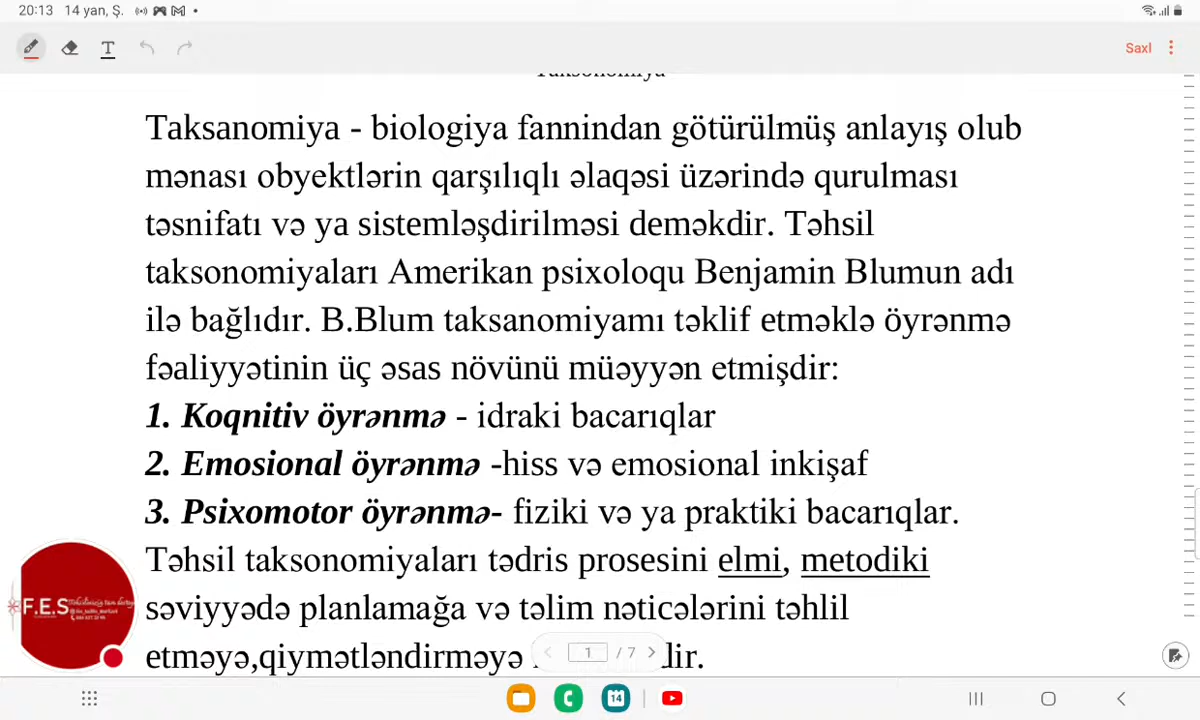 20:13 14 yan, Ş.
Saxl
Taksonomiya
Taksanomiya - biologiya fannindan götürülmüş anlayış olub
mənası obyektlərin qarşılıqlı əlaqəsi üzərində qurulması
təsnifatı və ya sistemləşdirilməsi deməkdir. Təhsil
taksonomiyaları Amerikan psixoloqu Benjamin Blumun adı
ilə bağlıdır. B.Blum taksanomiyamı təklif etməklə öyrənmə
fəaliyyətinin üç əsas növünü müəyyən etmişdir:
1. Koqnitiv öyrənmə - idraki bacarıqlar
2. Emosional öyrənmə -hiss və emosional inkişaf
3. Psixomotor öyrənmə- fiziki və ya praktiki bacarıqlar.
Təhsil taksonomiyaları tədris prosesini elmi, metodiki
səviyyədə planlamağa və təlim nəticələrini təhlil
etməyə,qiymətləndirməyə dir.
F.E.S
1 / 7
14